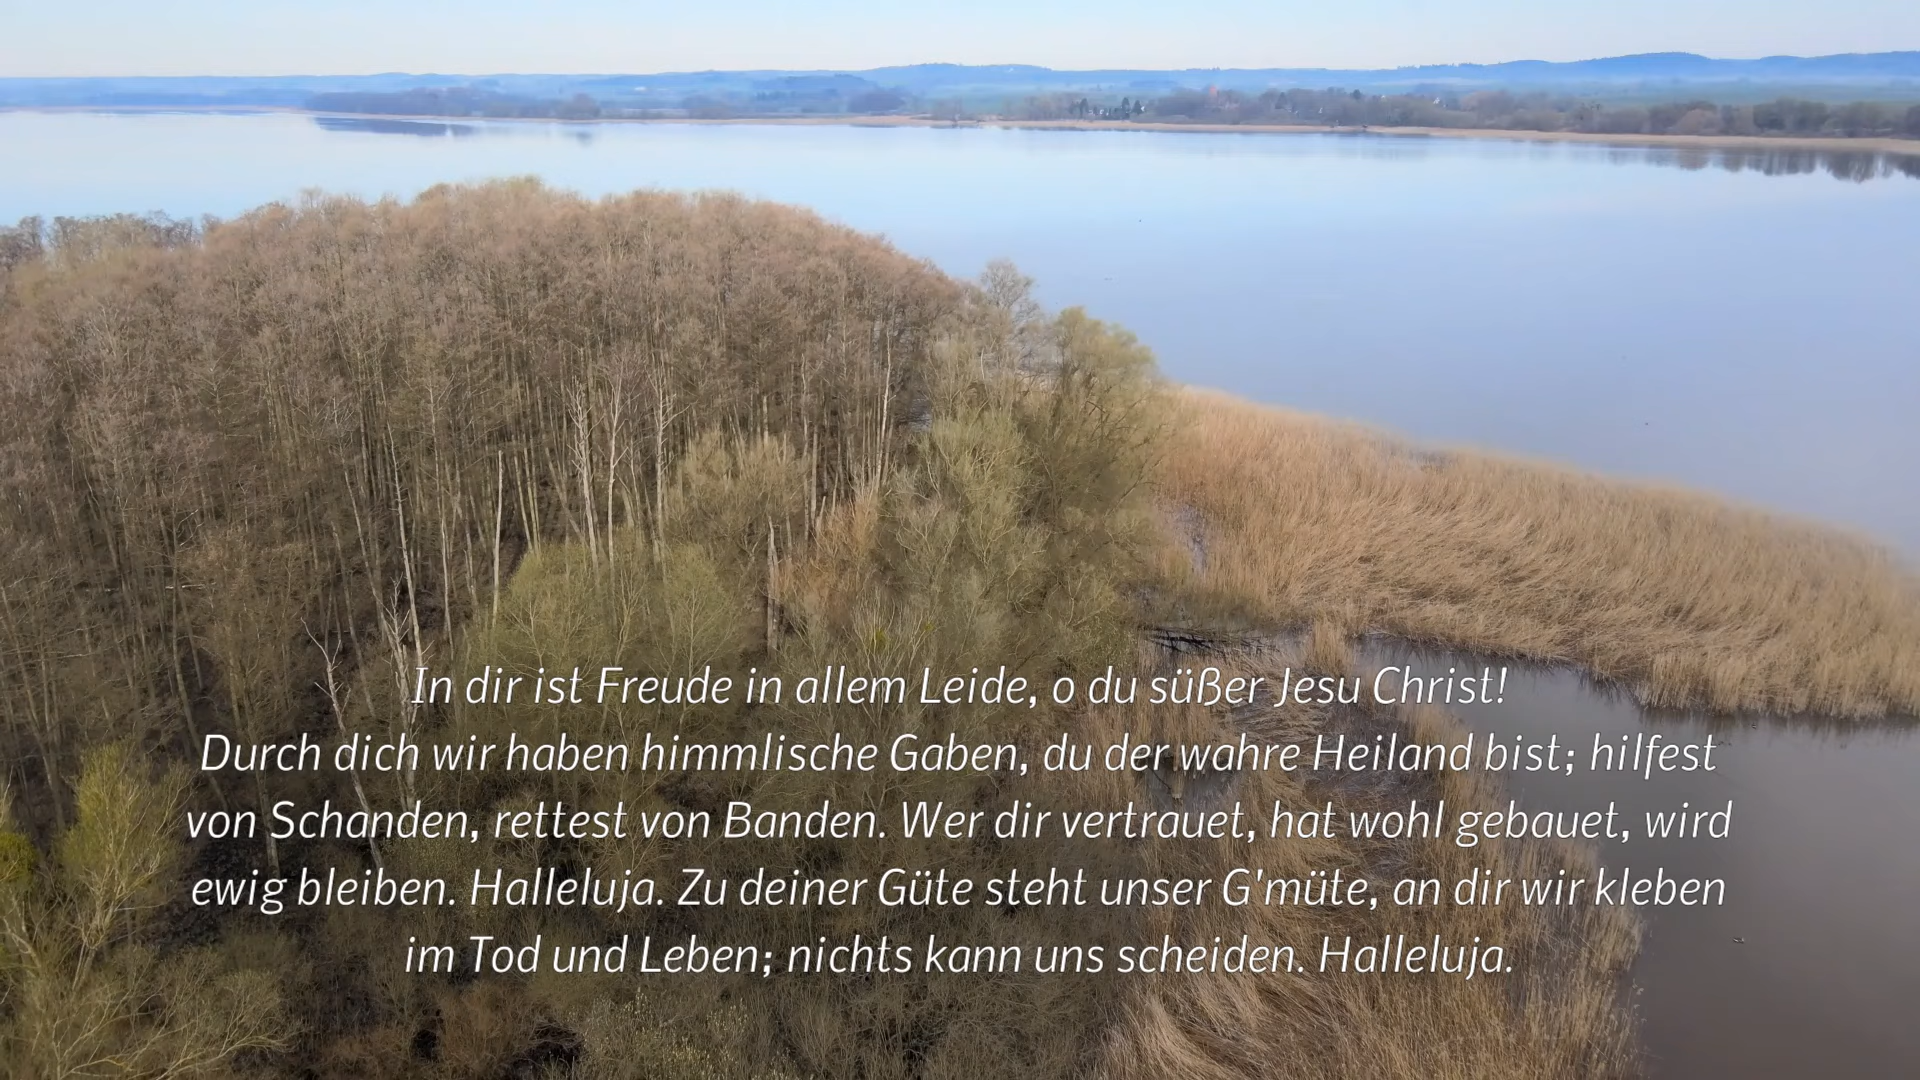 In dir ist Freude in allem Leide, o du süßer Jesu Christ!
Durch dich wir haben himmlische Gaben, du der wahre Heiland bist; hilfest
von Schanden, rettest von Banden. Wer dir vertrauet, hat wohl gebauet, wird
ewig bleiben. Halleluja. Zu deiner Güte steht unser G'müte, an dir wir kleben
im Tod und Leben; nichts kann uns scheiden. Halleluja.